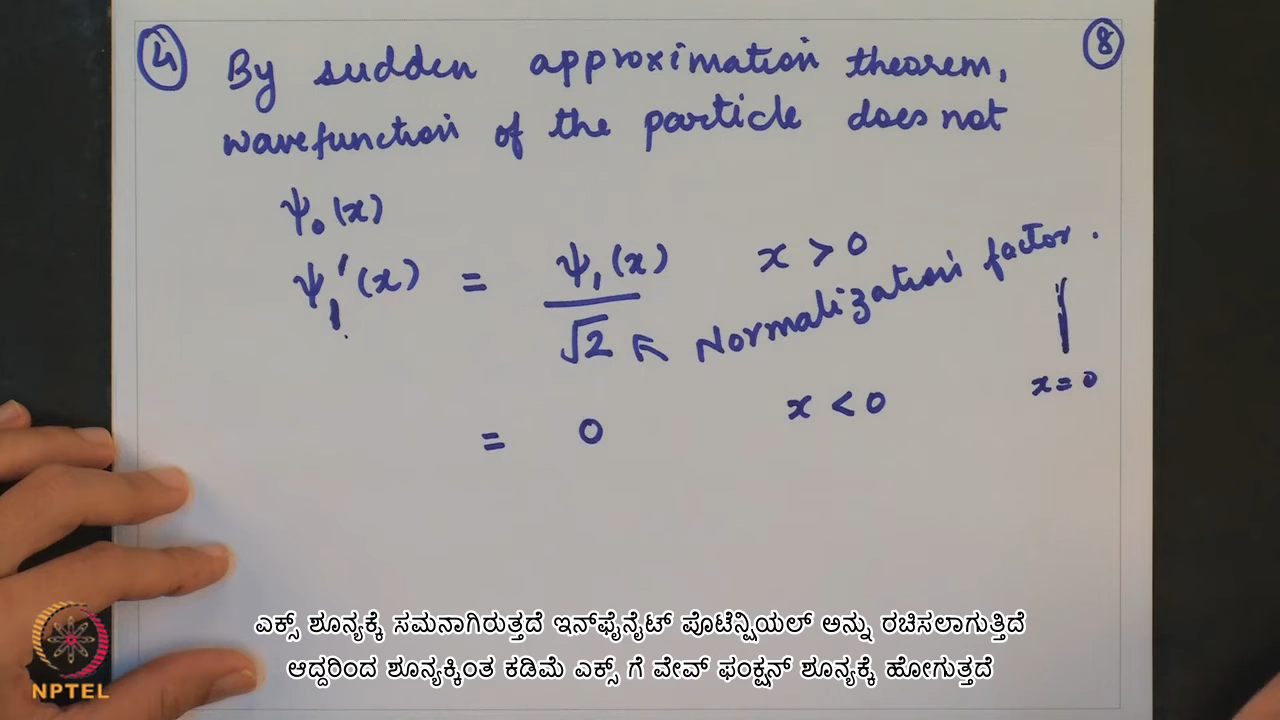 4 By sudden approximation theorem, 8
wavefunction of the particle does not
ψ₀(x)
ψ₁′(x) = ψ₁(x) / √2 x > 0
↖ Normalization factor.
x = 0
= 0 x < 0
ಎಕ್ಸ್ ಶೂನ್ಯಕ್ಕೆ ಸಮನಾಗಿರುತ್ತದೆ ಇನ್‌ಫೈನೈಟ್ ಪೊಟೆನ್ಷಿಯಲ್ ಅನ್ನು ರಚಿಸಲಾಗುತ್ತಿದೆ
ಆದ್ದರಿಂದ ಶೂನ್ಯಕ್ಕಿಂತ ಕಡಿಮೆ ಎಕ್ಸ್ ಗೆ ವೇವ್ ಫಂಕ್ಷನ್ ಶೂನ್ಯಕ್ಕೆ ಹೋಗುತ್ತದೆ
NPTEL